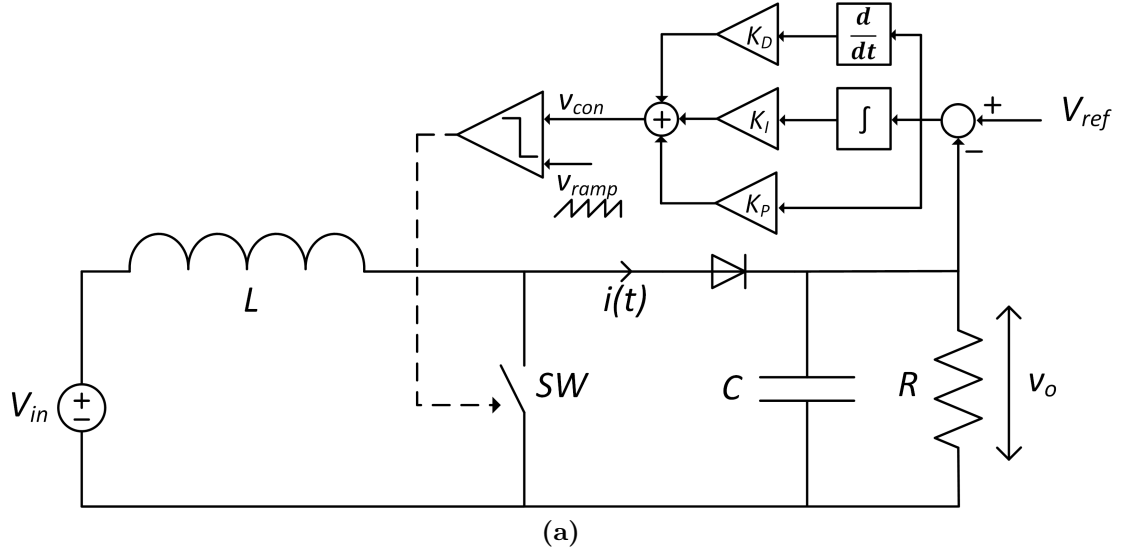 K_D
d/dt
v_con
K_I
∫
+
+
V_ref
−
v_ramp
K_P
L
i(t)
V_in
+
−
SW
C
R
v_o
(a)